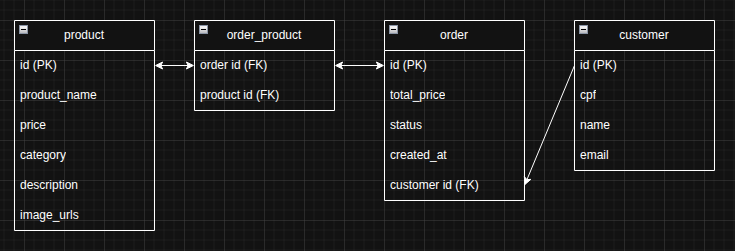 product
id (PK)
product_name
price
category
description
image_urls
order_product
order id (FK)
product id (FK)
order
id (PK)
total_price
status
created_at
customer id (FK)
customer
id (PK)
cpf
name
email